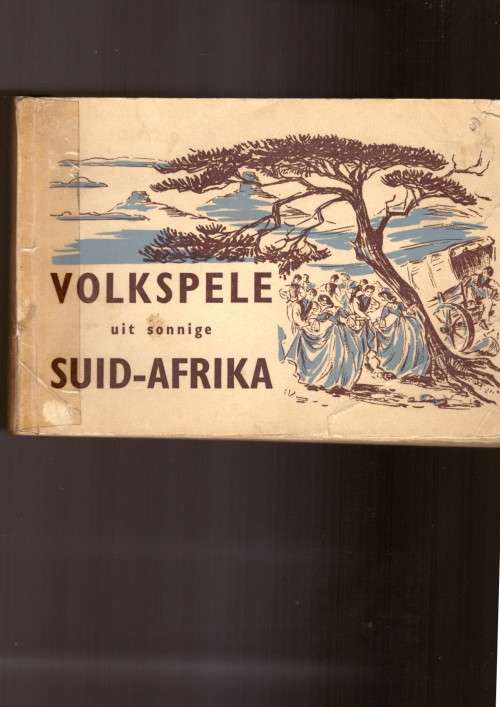 VOLKSPELE
uit sonnige
SUID-AFRIKA